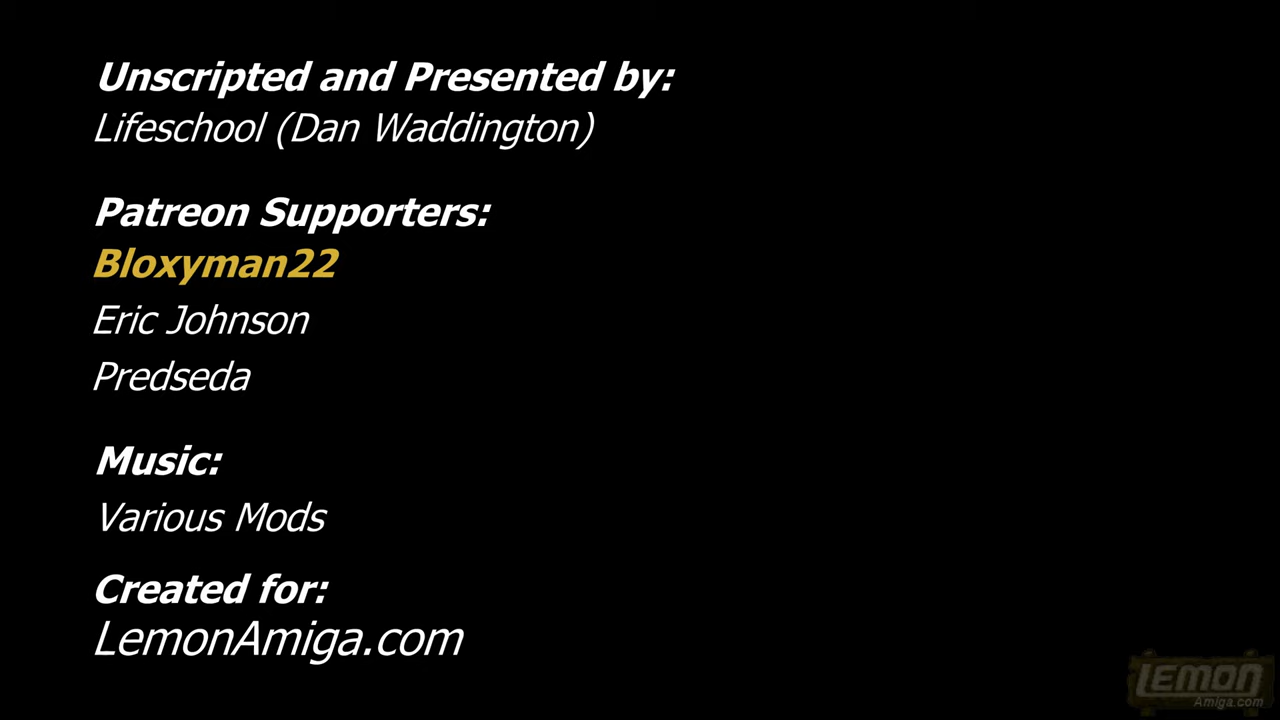 Unscripted and Presented by:
Lifeschool (Dan Waddington)
Patreon Supporters:
Bloxyman22
Eric Johnson
Predseda
Music:
Various Mods
Created for:
LemonAmiga.com
LEMON
Amiga.com